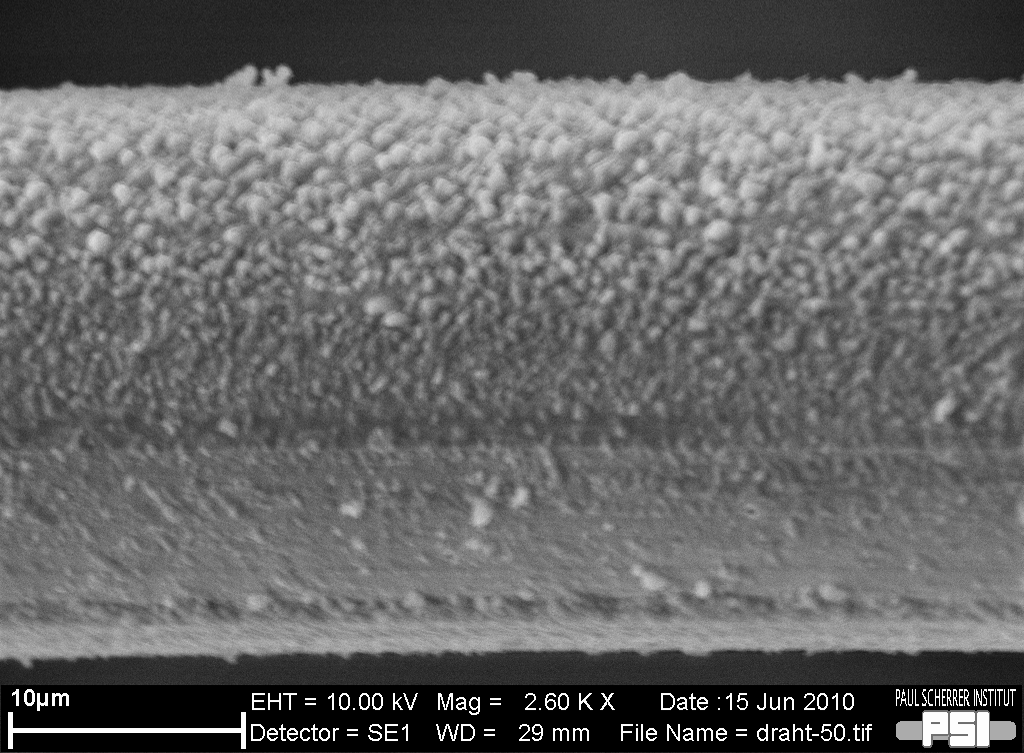 10µm
EHT = 10.00 kV Mag = 2.60 K X Date :15 Jun 2010
Detector = SE1 WD = 29 mm File Name = draht-50.tif
PAUL SCHERRER INSTITUT
PSI